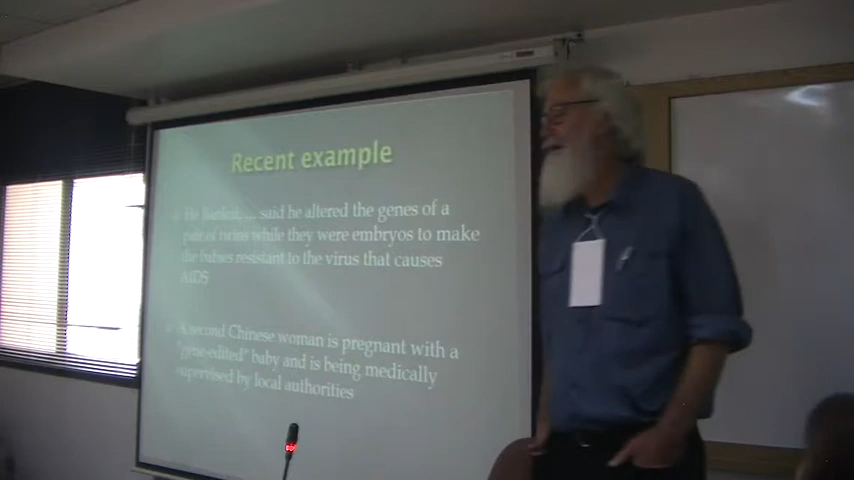 Recent example
He Jiankui, ... said he altered the genes of a
pair of twins while they were embryos to make
the babies resistant to the virus that causes
AIDS
A second Chinese woman is pregnant with a
"gene-edited" baby and is being medically
supervised by local authorities